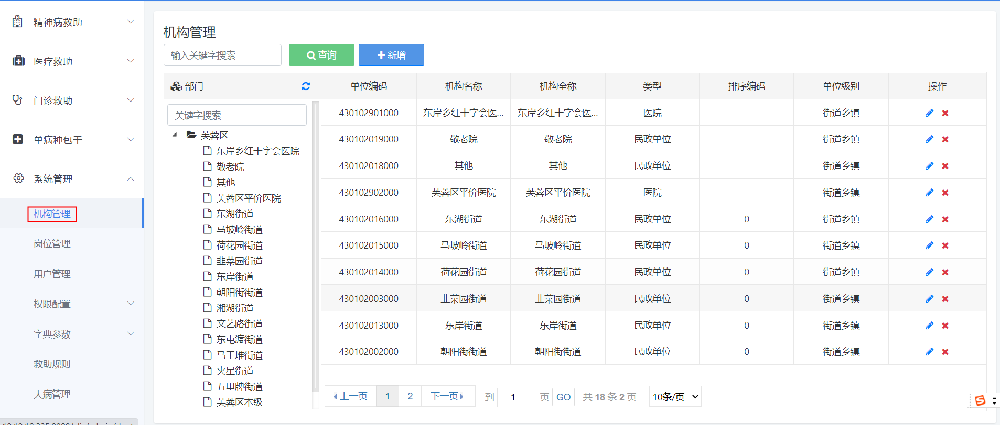 精神病救助
医疗救助
门诊救助
单病种包干
系统管理
机构管理
岗位管理
用户管理
权限配置
字典参数
救助规则
大病管理
机构管理
输入关键字搜索
查询
新增
部门
关键字搜索
芙蓉区
东岸乡红十字会医院
敬老院
其他
芙蓉区平价医院
东湖街道
马坡岭街道
荷花园街道
韭菜园街道
东岸街道
朝阳街街道
湘湖街道
文艺路街道
东屯渡街道
马王堆街道
火星街道
五里牌街道
芙蓉区本级
单位编码 机构名称 机构全称 类型 排序编码 单位级别 操作
430102901000 东岸乡红十字会医... 东岸乡红十字会医... 医院 街道乡镇
430102019000 敬老院 敬老院 民政单位 街道乡镇
430102018000 其他 其他 民政单位 街道乡镇
430102902000 芙蓉区平价医院 芙蓉区平价医院 医院 街道乡镇
430102016000 东湖街道 东湖街道 民政单位 0 街道乡镇
430102015000 马坡岭街道 马坡岭街道 民政单位 0 街道乡镇
430102014000 荷花园街道 荷花园街道 民政单位 0 街道乡镇
430102003000 韭菜园街道 韭菜园街道 民政单位 0 街道乡镇
430102013000 东岸街道 东岸街道 民政单位 0 街道乡镇
430102002000 朝阳街街道 朝阳街街道 民政单位 0 街道乡镇
上一页 1 2 下一页 到 1 页 GO 共 18 条 2 页 10条/页